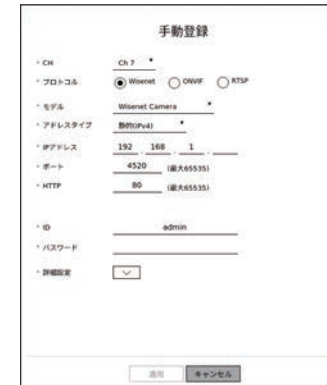 手動登録
・ CH Ch 7
・ プロトコル Wisenet ONVIF RTSP
・ モデル Wisenet Camera
・ アドレスタイプ 静的(IPv4)
・ IPアドレス 192 . 168 . 1 .
・ ポート 4520 (最大65535)
・ HTTP 80 (最大65535)
・ ID admin
・ パスワード
・ 詳細設定
適用 キャンセル